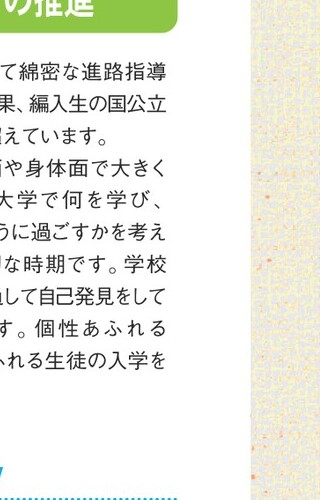 の推進
て綿密な進路指導
果、編入生の国公立
えています。
や身体面で大きく
大学で何を学び、
うに過ごすかを考え
な時期です。学校
して自己発見をして
す。個性あふれる
ふれる生徒の入学を